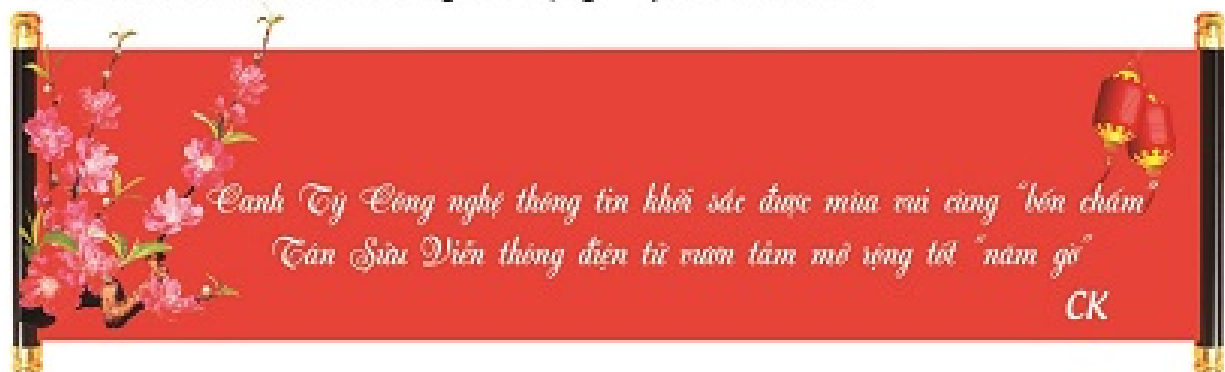 Canh Tý Công nghệ thông tin khởi sắc được mùa vui cùng "bốn chấm"
Tân Sửu Viễn thông điện tử vươn tầm mở rộng tốt "năm gờ"
CK